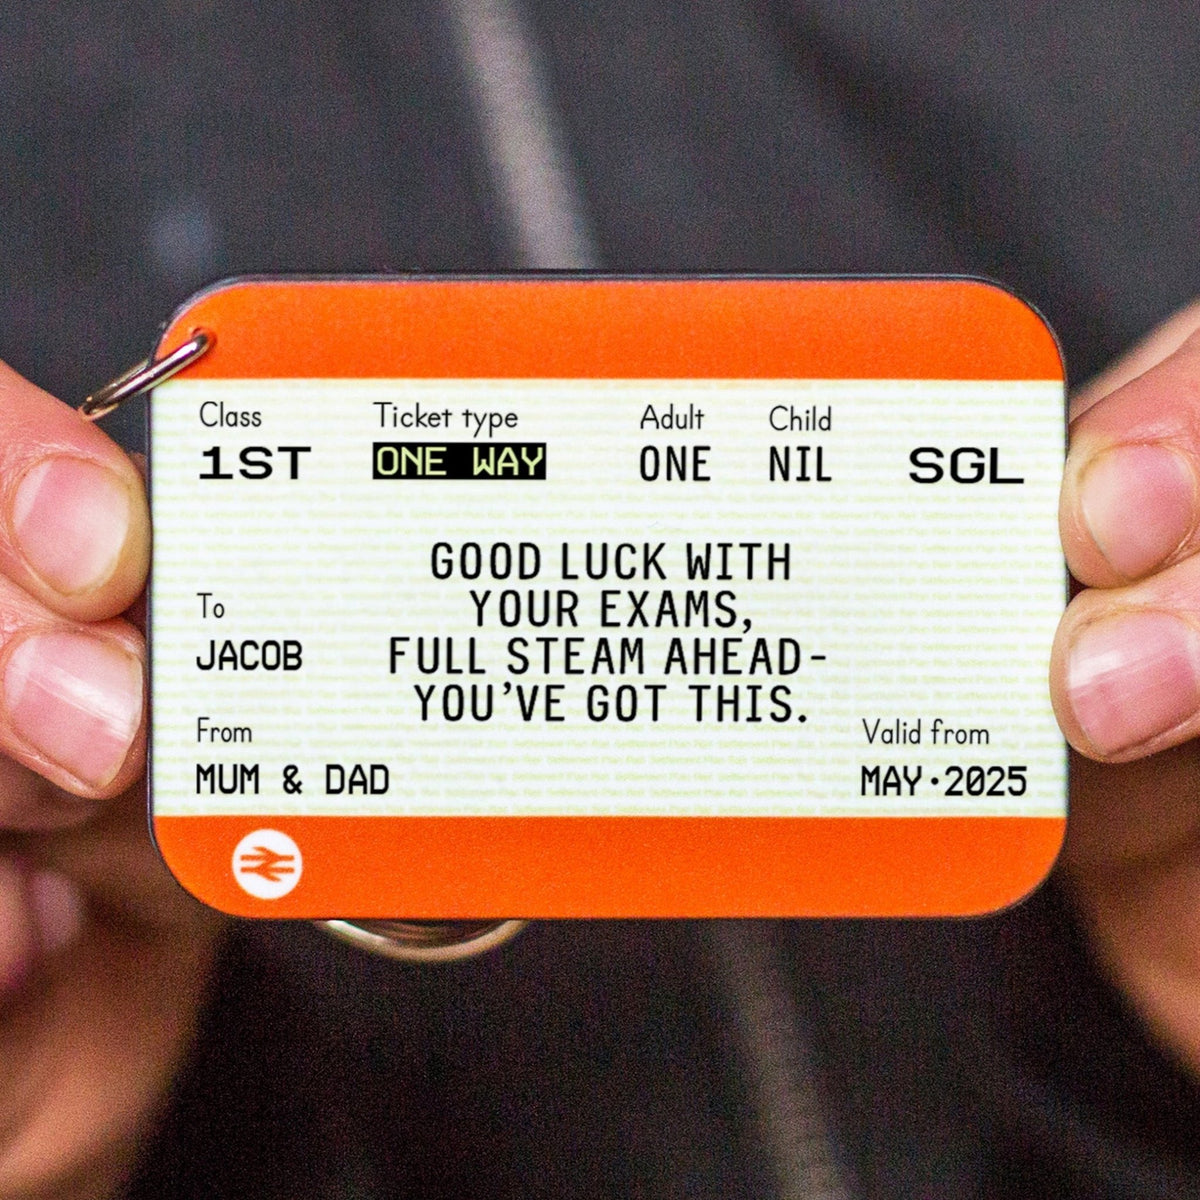 Class Ticket type Adult Child
1ST ONE WAY ONE NIL SGL
GOOD LUCK WITH
YOUR EXAMS,
FULL STEAM AHEAD-
YOU'VE GOT THIS.
To
JACOB
From
MUM & DAD
Valid from
MAY·2025